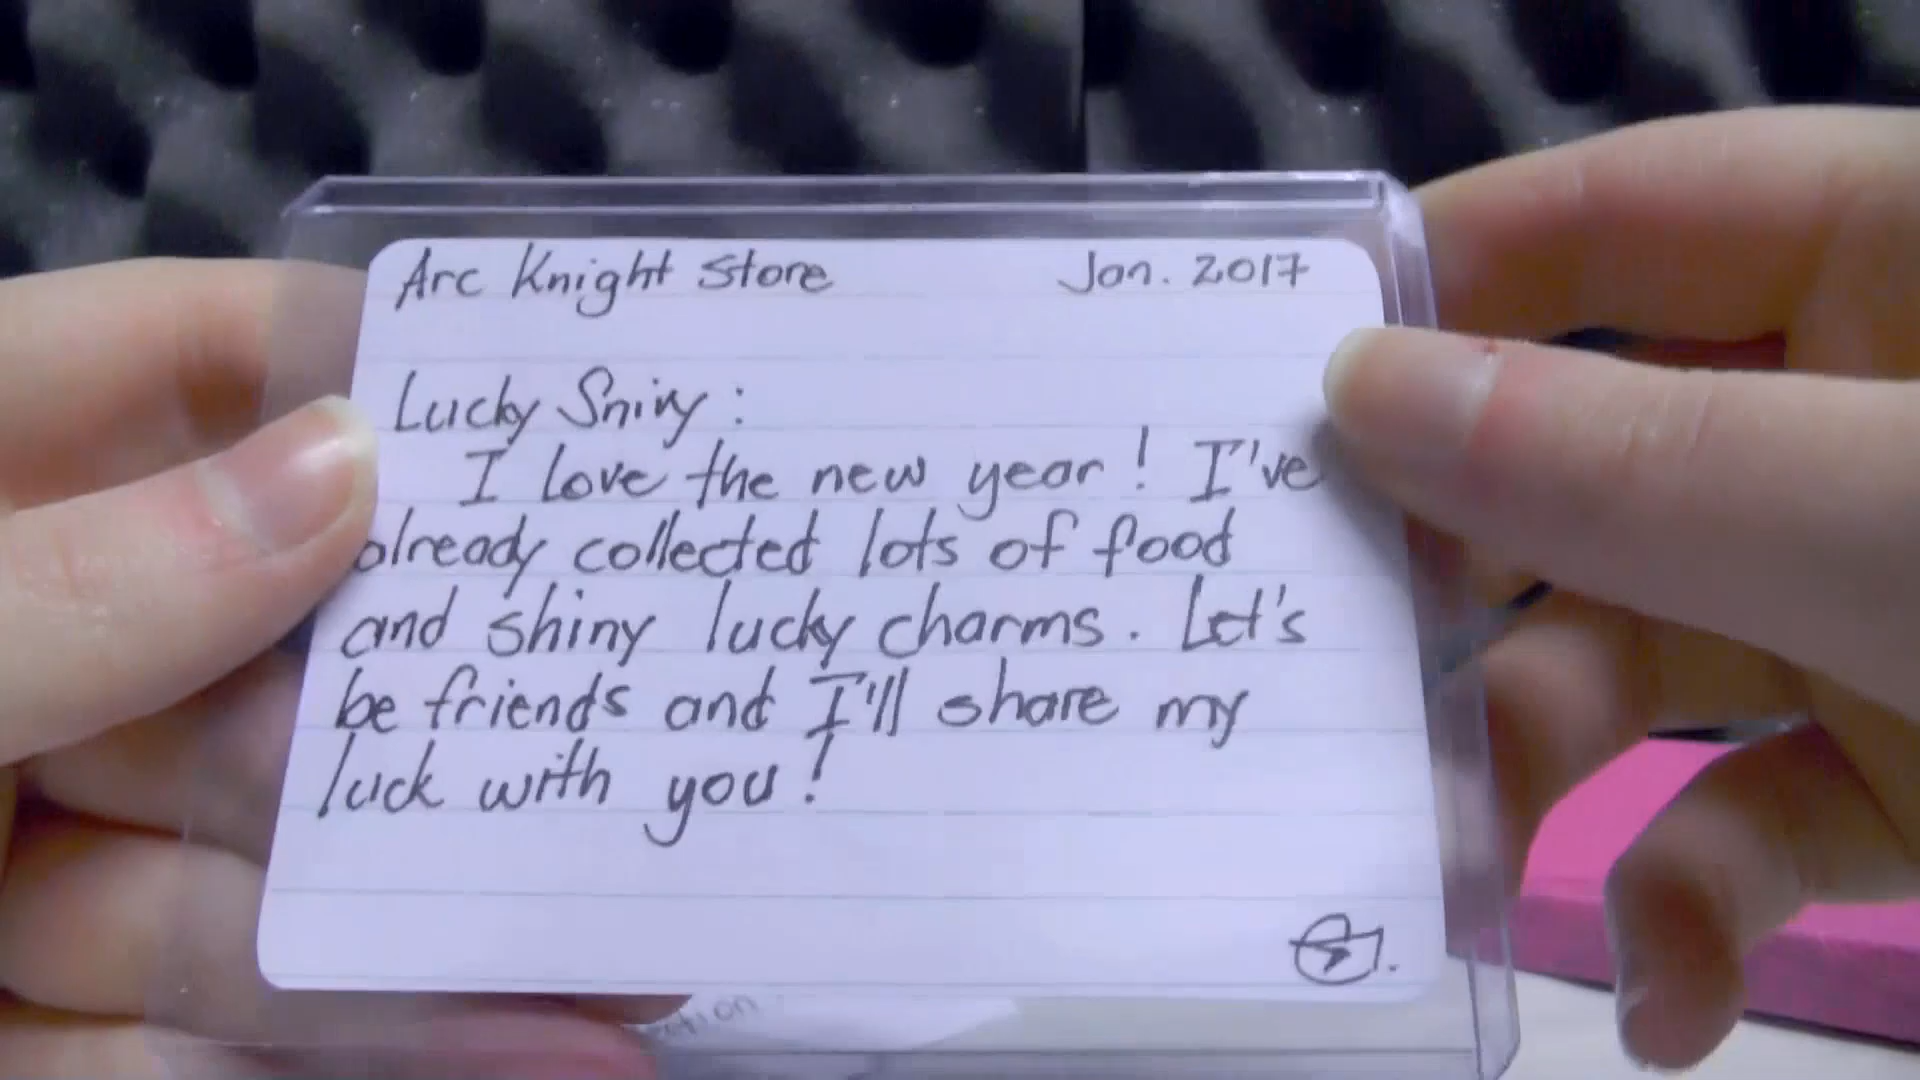 Arc Knight Store Jan. 2017
Lucky Snivy :
I love the new year! I've
already collected lots of food
and shiny lucky charms. Let's
be friends and I'll share my
luck with you!